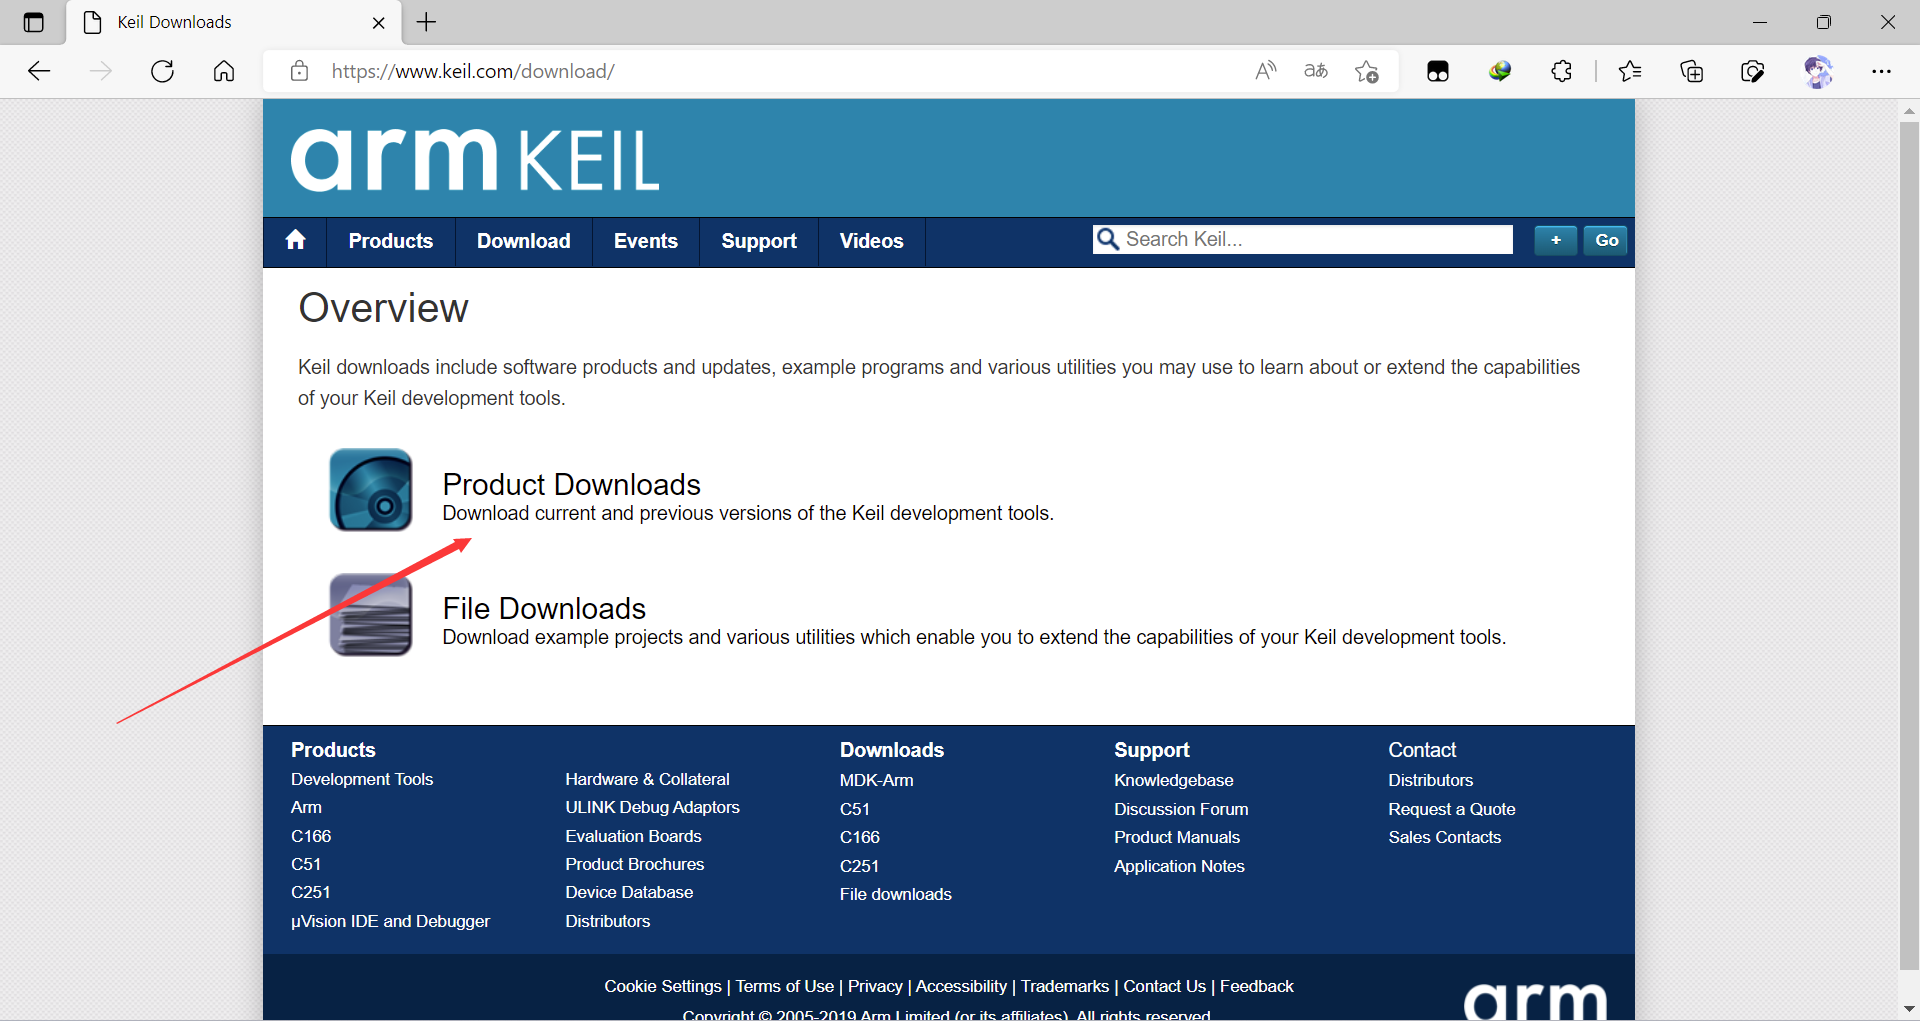 Keil Downloads
https://www.keil.com/download/
arm KEIL
Products Download Events Support Videos Search Keil... + Go
Overview
Keil downloads include software products and updates, example programs and various utilities you may use to learn about or extend the capabilities
of your Keil development tools.
Product Downloads
Download current and previous versions of the Keil development tools.
File Downloads
Download example projects and various utilities which enable you to extend the capabilities of your Keil development tools.
Products
Development Tools
Arm
C166
C51
C251
µVision IDE and Debugger
Hardware & Collateral
ULINK Debug Adaptors
Evaluation Boards
Product Brochures
Device Database
Distributors
Downloads
MDK-Arm
C51
C166
C251
File downloads
Support
Knowledgebase
Discussion Forum
Product Manuals
Application Notes
Contact
Distributors
Request a Quote
Sales Contacts
Cookie Settings | Terms of Use | Privacy | Accessibility | Trademarks | Contact Us | Feedback
Copyright © 2005-2019 Arm Limited (or its affiliates). All rights reserved.
arm